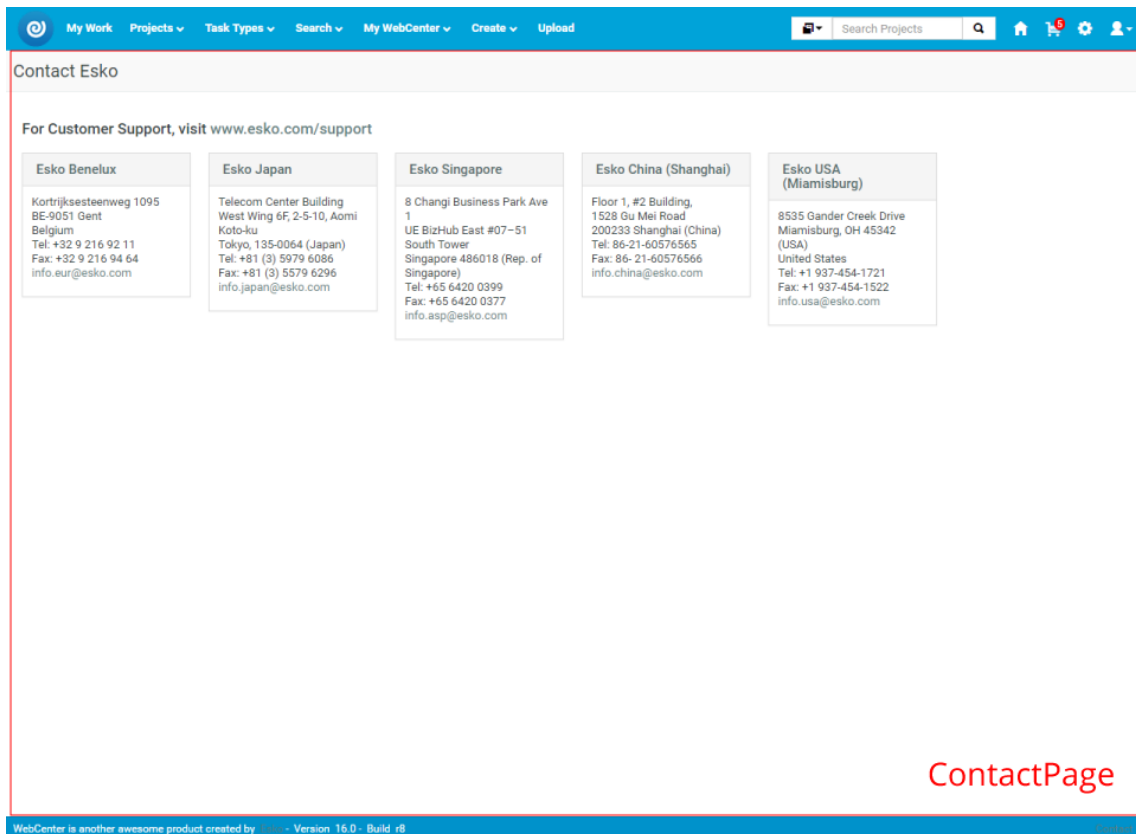 My Work Projects Task Types Search My WebCenter Create Upload Search Projects 5
Contact Esko
For Customer Support, visit www.esko.com/support
Esko Benelux
Kortrijksesteenweg 1095
BE-9051 Gent
Belgium
Tel: +32 9 216 92 11
Fax: +32 9 216 94 64
info.eur@esko.com
Esko Japan
Telecom Center Building
West Wing 6F, 2-5-10, Aomi
Koto-ku
Tokyo, 135-0064 (Japan)
Tel: +81 (3) 5979 6086
Fax: +81 (3) 5579 6296
info.japan@esko.com
Esko Singapore
8 Changi Business Park Ave
1
UE BizHub East #07–51
South Tower
Singapore 486018 (Rep. of
Singapore)
Tel: +65 6420 0399
Fax: +65 6420 0377
info.asp@esko.com
Esko China (Shanghai)
Floor 1, #2 Building,
1528 Gu Mei Road
200233 Shanghai (China)
Tel: 86-21-60576565
Fax: 86- 21-60576566
info.china@esko.com
Esko USA
(Miamisburg)
8535 Gander Creek Drive
Miamisburg, OH 45342
(USA)
United States
Tel: +1 937-454-1721
Fax: +1 937-454-1522
info.usa@esko.com
ContactPage
WebCenter is another awesome product created by - Version 16.0 - Build r8